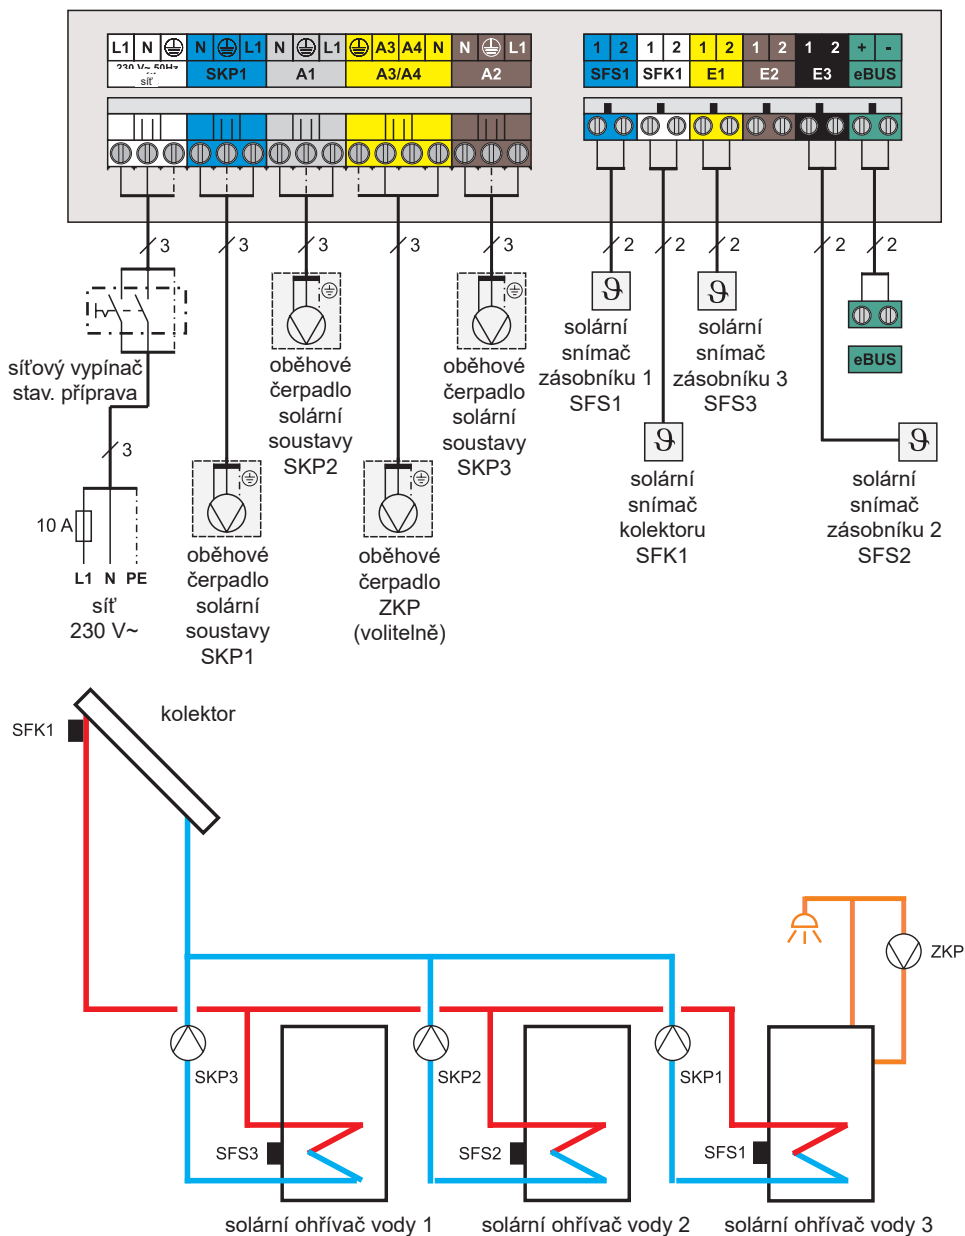 L1 N N L1 N L1 A3 A4 N N L1 1 2 1 2 1 2 1 2 1 2 + -
230 V~ 50Hz
síť
SKP1 A1 A3/A4 A2 SFS1 SFK1 E1 E2 E3 eBUS
3 3 3 3 3 2 2 2 2 2
síťový vypínač
stav. příprava
oběhové
čerpadlo
solární
soustavy
SKP2
oběhové
čerpadlo
solární
soustavy
SKP3
solární
snímač
zásobníku 1
SFS1
solární
snímač
zásobníku 3
SFS3
eBUS
3
10 A
L1 N PE
síť
230 V~
oběhové
čerpadlo
solární
soustavy
SKP1
oběhové
čerpadlo
ZKP
(volitelně)
solární
snímač
kolektoru
SFK1
solární
snímač
zásobníku 2
SFS2
kolektor
SFK1
ZKP
SKP3 SKP2 SKP1
SFS3 SFS2 SFS1
solární ohřívač vody 1 solární ohřívač vody 2 solární ohřívač vody 3